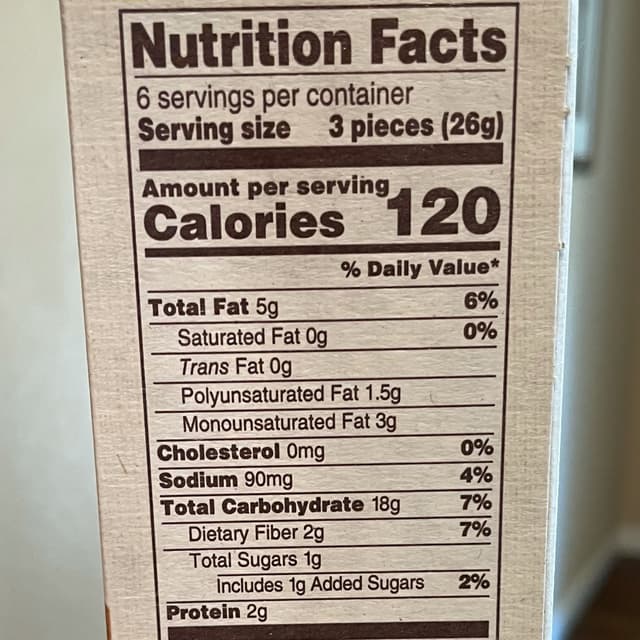 Nutrition Facts
6 servings per container
Serving size 3 pieces (26g)
Amount per serving
Calories 120
% Daily Value*
Total Fat 5g 6%
Saturated Fat 0g 0%
Trans Fat 0g
Polyunsaturated Fat 1.5g
Monounsaturated Fat 3g
Cholesterol 0mg 0%
Sodium 90mg 4%
Total Carbohydrate 18g 7%
Dietary Fiber 2g 7%
Total Sugars 1g
Includes 1g Added Sugars 2%
Protein 2g